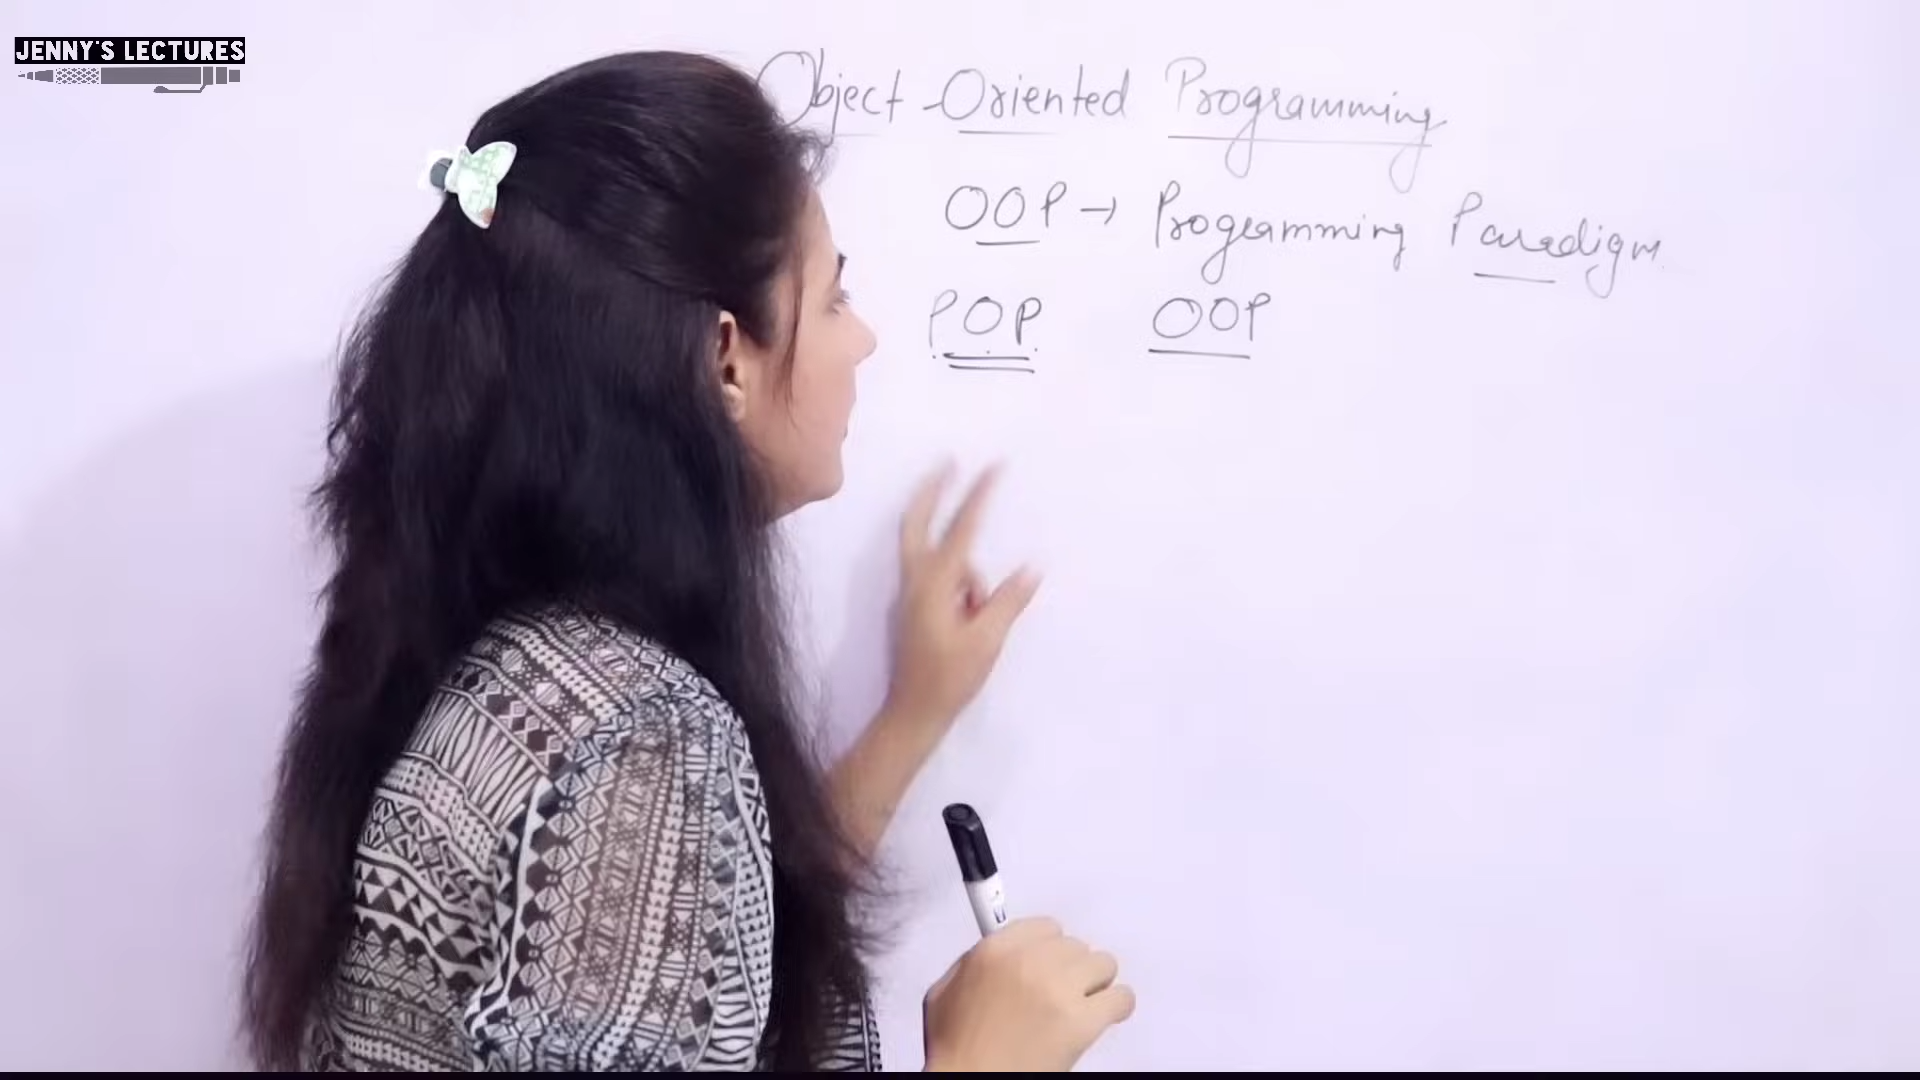 JENNY'S LECTURES
Object-Oriented Programming
OOP → Programming Paradigm
POP OOP